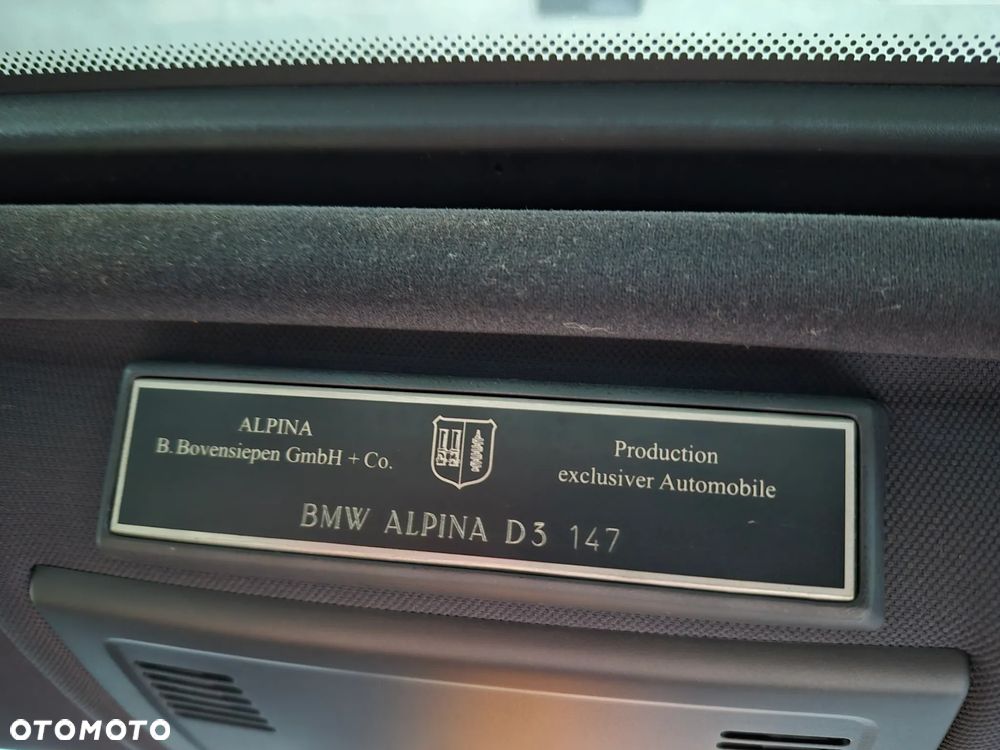 ALPINA
B. Bovensiepen GmbH + Co.
Production
exclusiver Automobile
BMW ALPINA D3 147
OTOMOTO